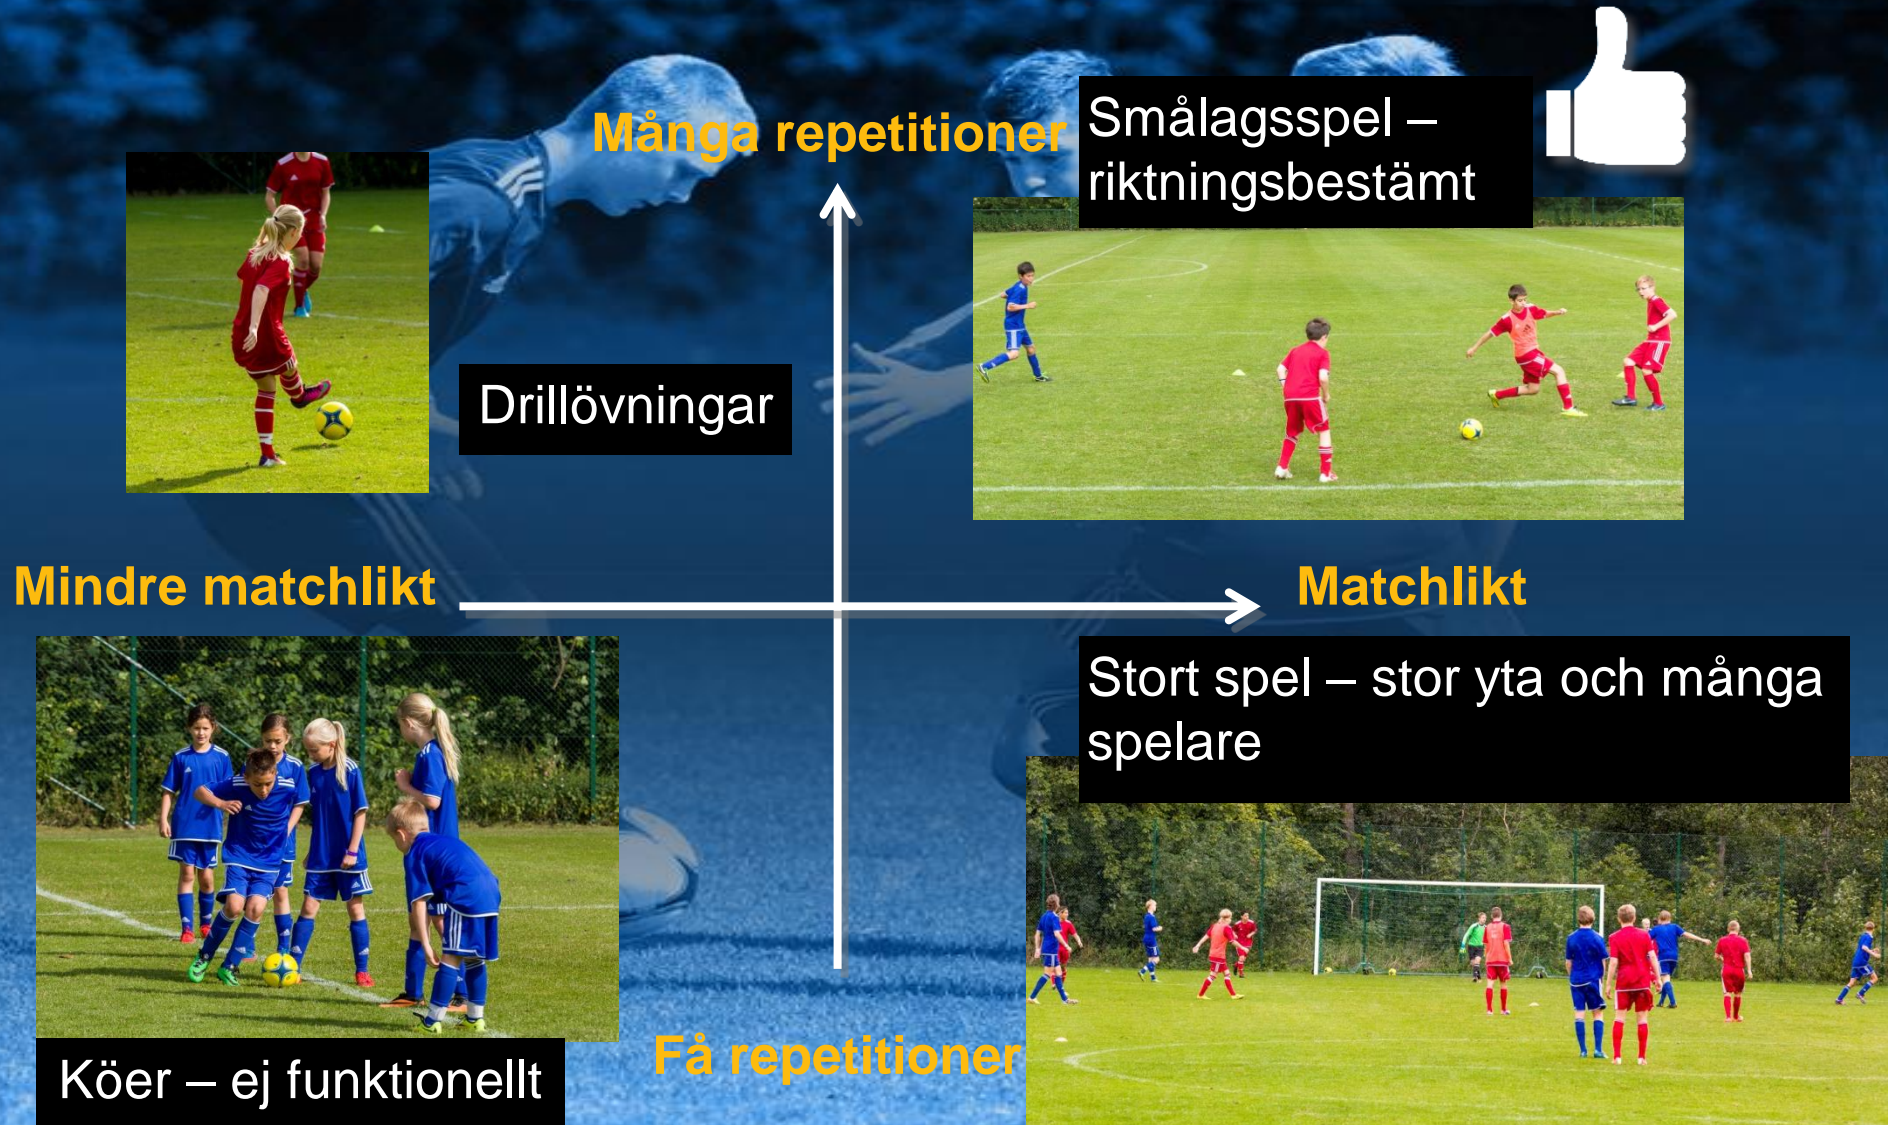 Många repetitioner
Smålagsspel –
riktningsbestämt
Drillövningar
Mindre matchlikt
Matchlikt
Stort spel – stor yta och många
spelare
Få repetitioner
Köer – ej funktionellt